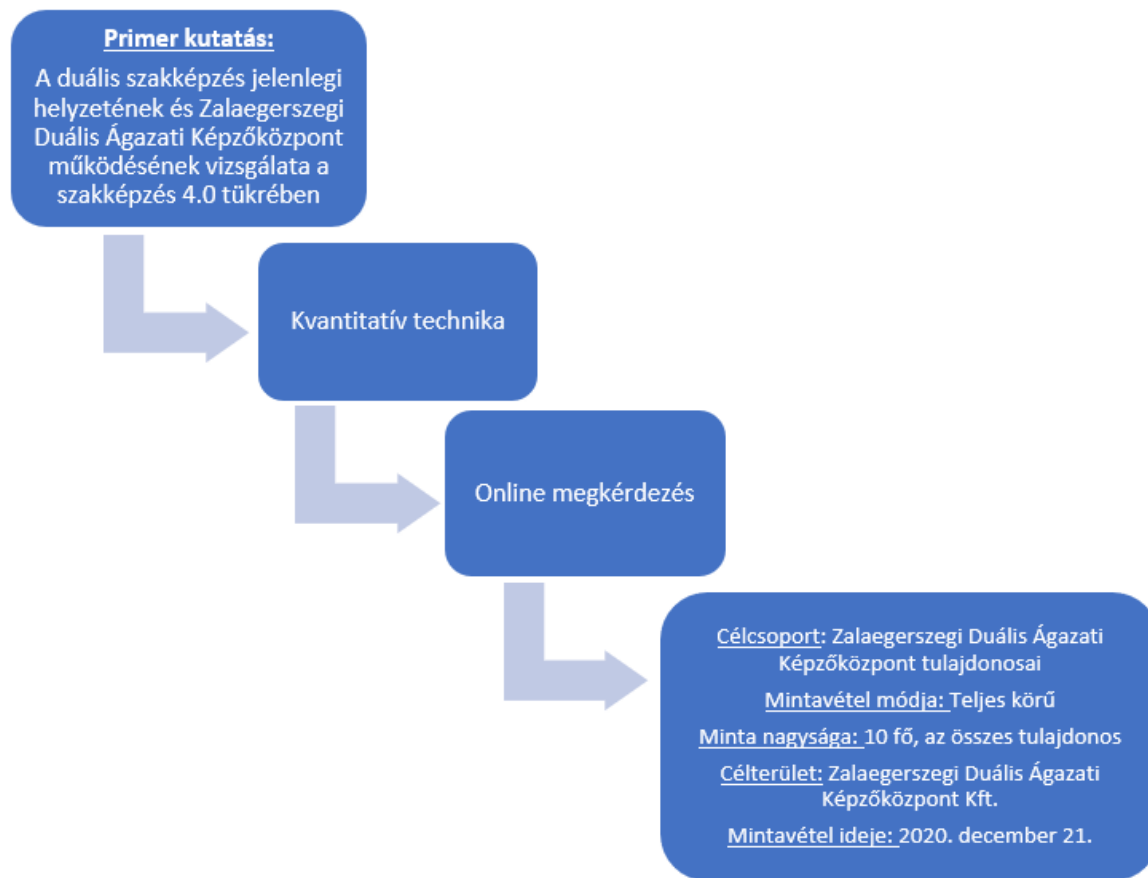 Primer kutatás:
A duális szakképzés jelenlegi
helyzetének és Zalaegerszegi
Duális Ágazati Képzőközpont
működésének vizsgálata a
szakképzés 4.0 tükrében
Kvantitatív technika
Online megkérdezés
Célcsoport: Zalaegerszegi Duális Ágazati
Képzőközpont tulajdonosai
Mintavétel módja: Teljes körű
Minta nagysága: 10 fő, az összes tulajdonos
Célterület: Zalaegerszegi Duális Ágazati
Képzőközpont Kft.
Mintavétel ideje: 2020. december 21.